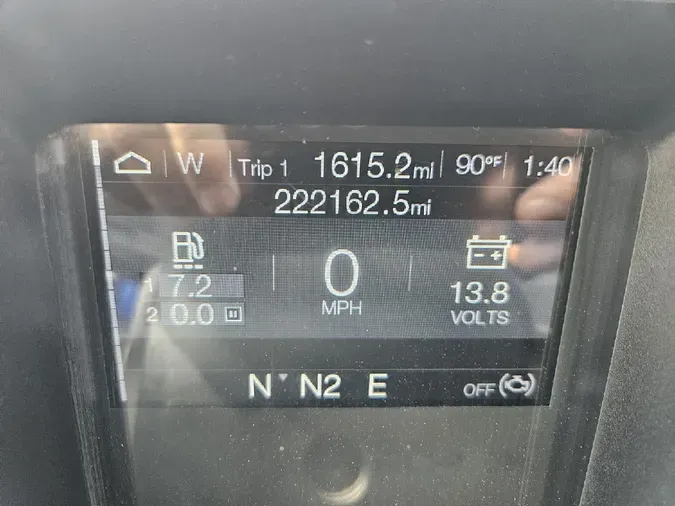 W Trip 1 1615.2mi 90°F 1:40
222162.5mi
1 7.2
2 0.0
0
MPH
- +
13.8
VOLTS
N N2 E OFF